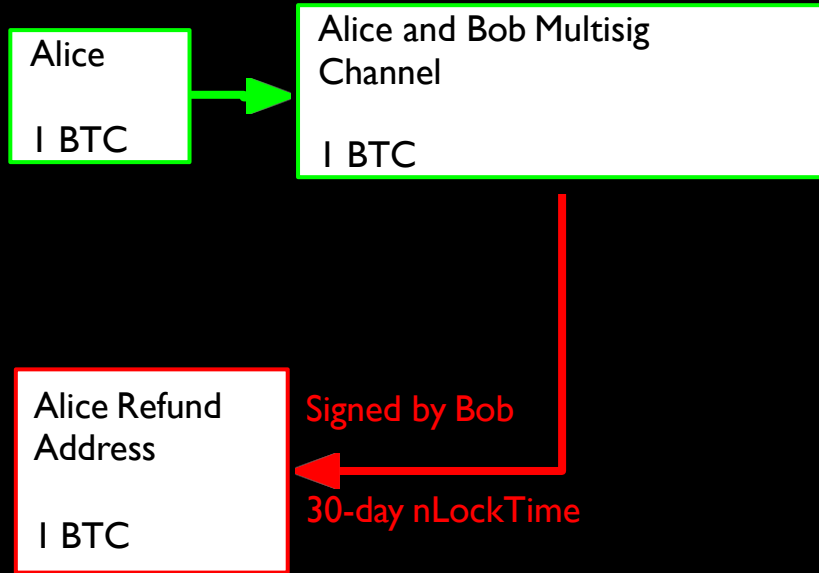 Alice
1 BTC
Alice and Bob Multisig
Channel
1 BTC
Alice Refund
Address
1 BTC
Signed by Bob
30-day nLockTime